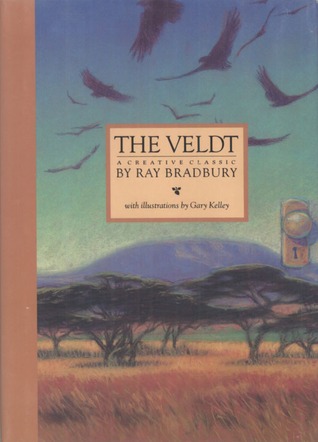 THE VELDT
A CREATIVE CLASSIC
BY RAY BRADBURY
with illustrations by Gary Kelley